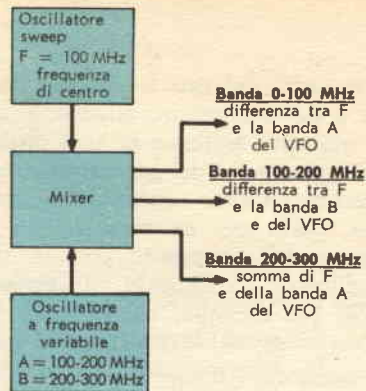 Oscillatore
sweep
F = 100 MHz
frequenza
di centro
Mixer
Oscillatore
a frequenza
variabile
A = 100-200 MHz
B = 200-300 MHz
Banda 0-100 MHz
differenza tra F
e la banda A
del VFO
Banda 100-200 MHz
differenza tra F
e la banda B
e del VFO
Banda 200-300 MHz
somma di F
e della banda A
del VFO